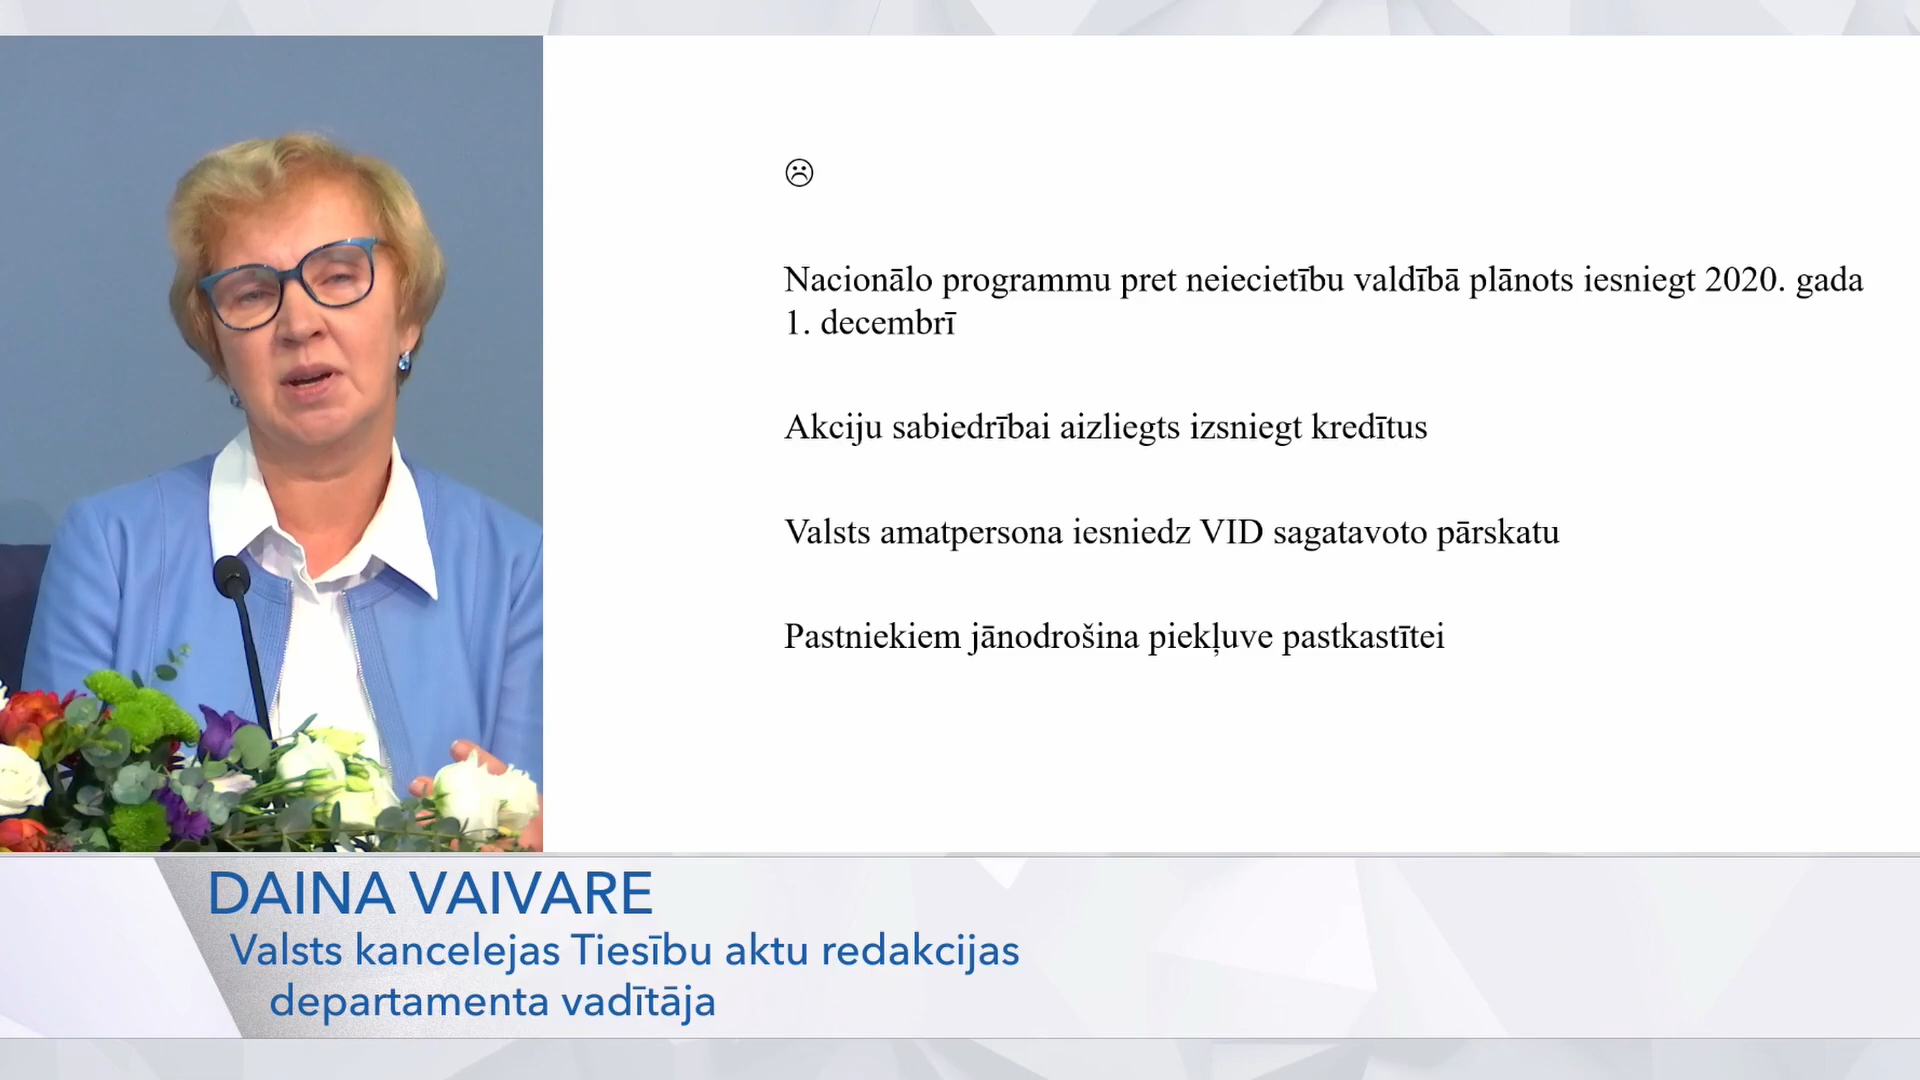 ☹
Nacionālo programmu pret neiecietību valdībā plānots iesniegt 2020. gada
1. decembrī
Akciju sabiedrībai aizliegts izsniegt kredītus
Valsts amatpersona iesniedz VID sagatavoto pārskatu
Pastniekiem jānodrošina piekļuve pastkastītei
DAINA VAIVARE
Valsts kancelejas Tiesību aktu redakcijas
departamenta vadītāja